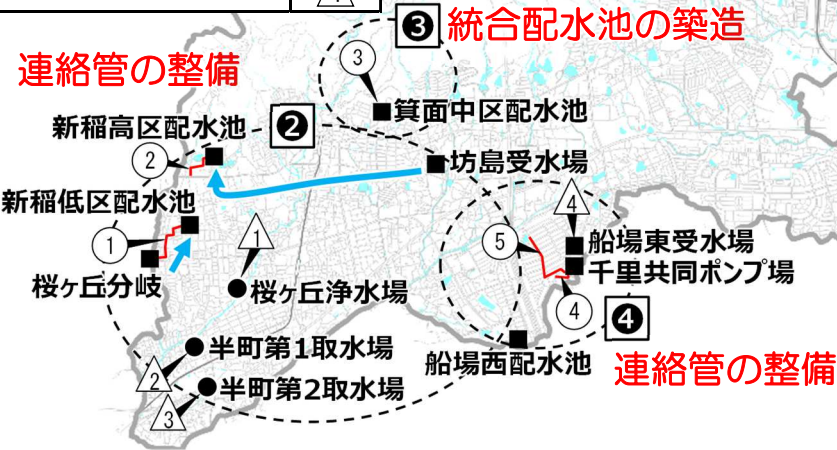 ❸ 統合配水池の築造
連絡管の整備
3
箕面中区配水池
新稲高区配水池
❷
2
坊島受水場
新稲低区配水池
4
1
1
5
船場東受水場
桜ヶ丘分岐
千里共同ポンプ場
桜ヶ丘浄水場
4
❹
半町第1取水場
船場西配水池
連絡管の整備
2
半町第2取水場
3